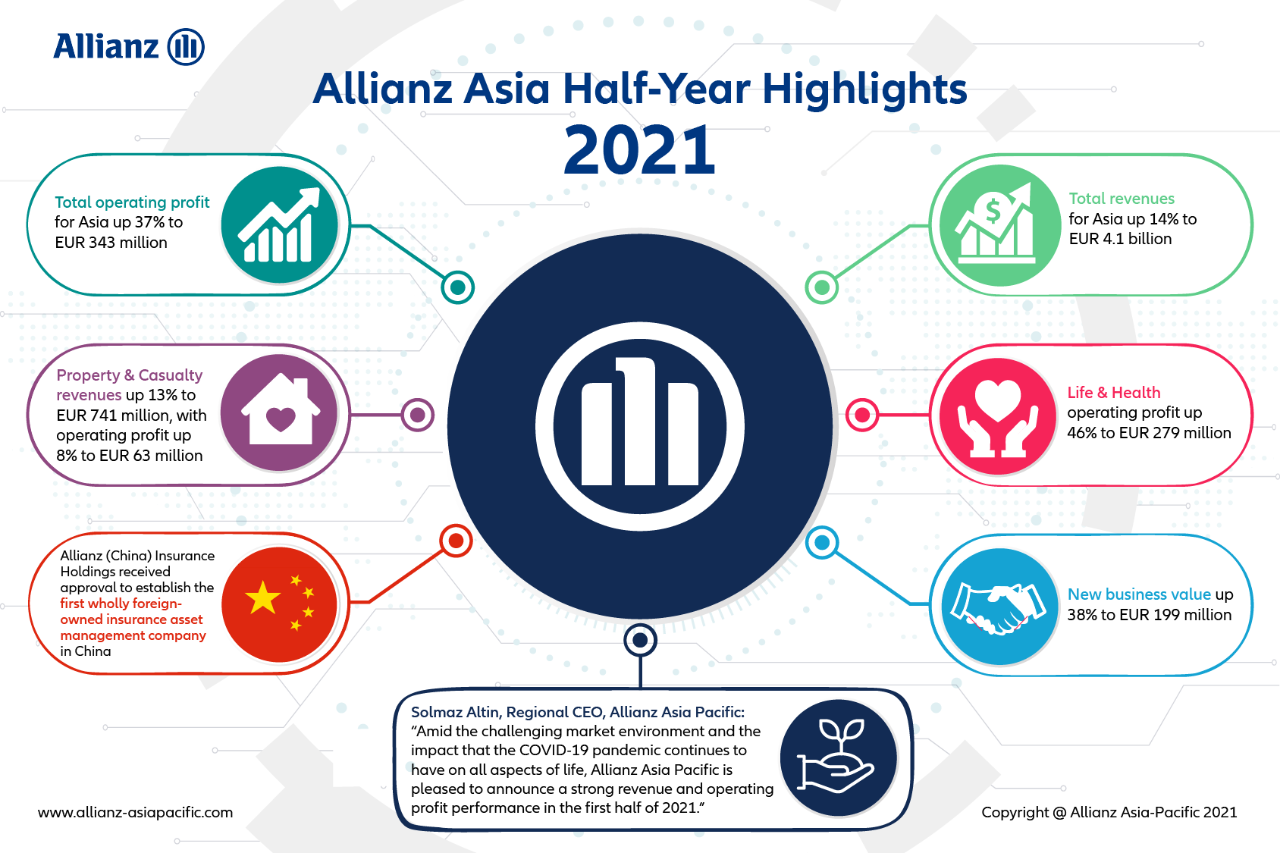 Allianz
Allianz Asia Half-Year Highlights
2021
Total operating profit
for Asia up 37% to
EUR 343 million
Total revenues
for Asia up 14% to
EUR 4.1 billion
Property & Casualty
revenues up 13% to
EUR 741 million, with
operating profit up
8% to EUR 63 million
Life & Health
operating profit up
46% to EUR 279 million
Allianz (China) Insurance
Holdings received
approval to establish the
first wholly foreign-
owned insurance asset
management company
in China
New business value up
38% to EUR 199 million
Solmaz Altin, Regional CEO, Allianz Asia Pacific:
“Amid the challenging market environment and the
impact that the COVID-19 pandemic continues to
have on all aspects of life, Allianz Asia Pacific is
pleased to announce a strong revenue and operating
profit performance in the first half of 2021.”
www.allianz-asiapacific.com
Copyright @ Allianz Asia-Pacific 2021